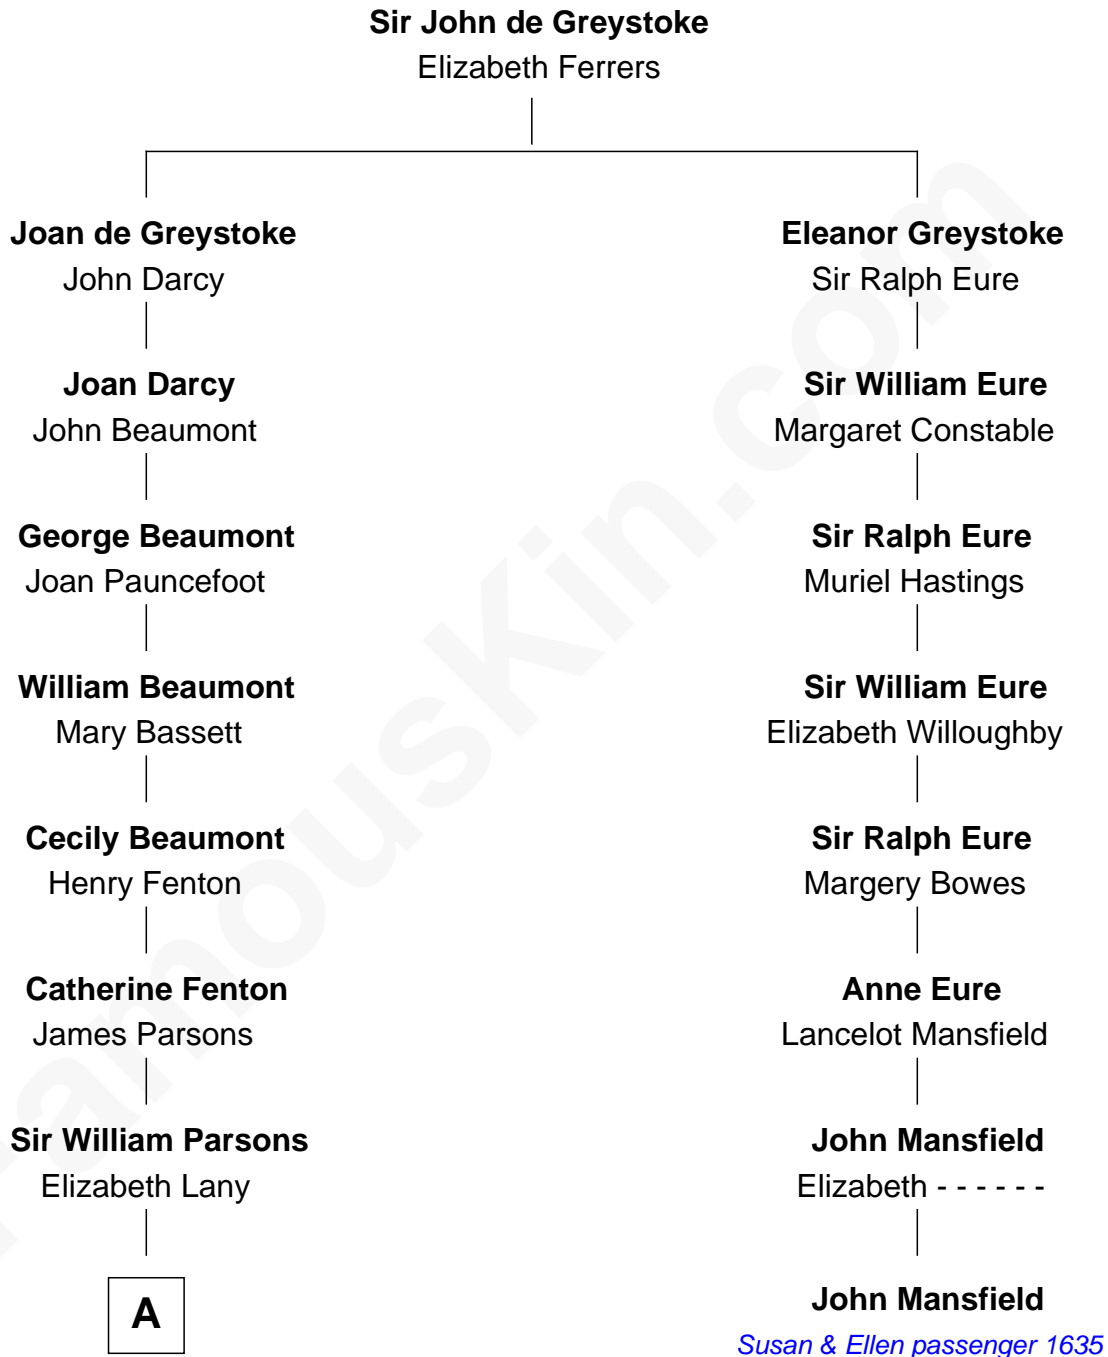 Sir John de Greystoke
Elizabeth Ferrers
Joan de Greystoke
John Darcy
Joan Darcy
John Beaumont
George Beaumont
Joan Pauncefoot
William Beaumont
Mary Bassett
Cecily Beaumont
Henry Fenton
Catherine Fenton
James Parsons
Sir William Parsons
Elizabeth Lany
A
Eleanor Greystoke
Sir Ralph Eure
Sir William Eure
Margaret Constable
Sir Ralph Eure
Muriel Hastings
Sir William Eure
Elizabeth Willoughby
Sir Ralph Eure
Margery Bowes
Anne Eure
Lancelot Mansfield
John Mansfield
Elizabeth - - - - - -
John Mansfield
Susan & Ellen passenger 1635
FamousKin.com